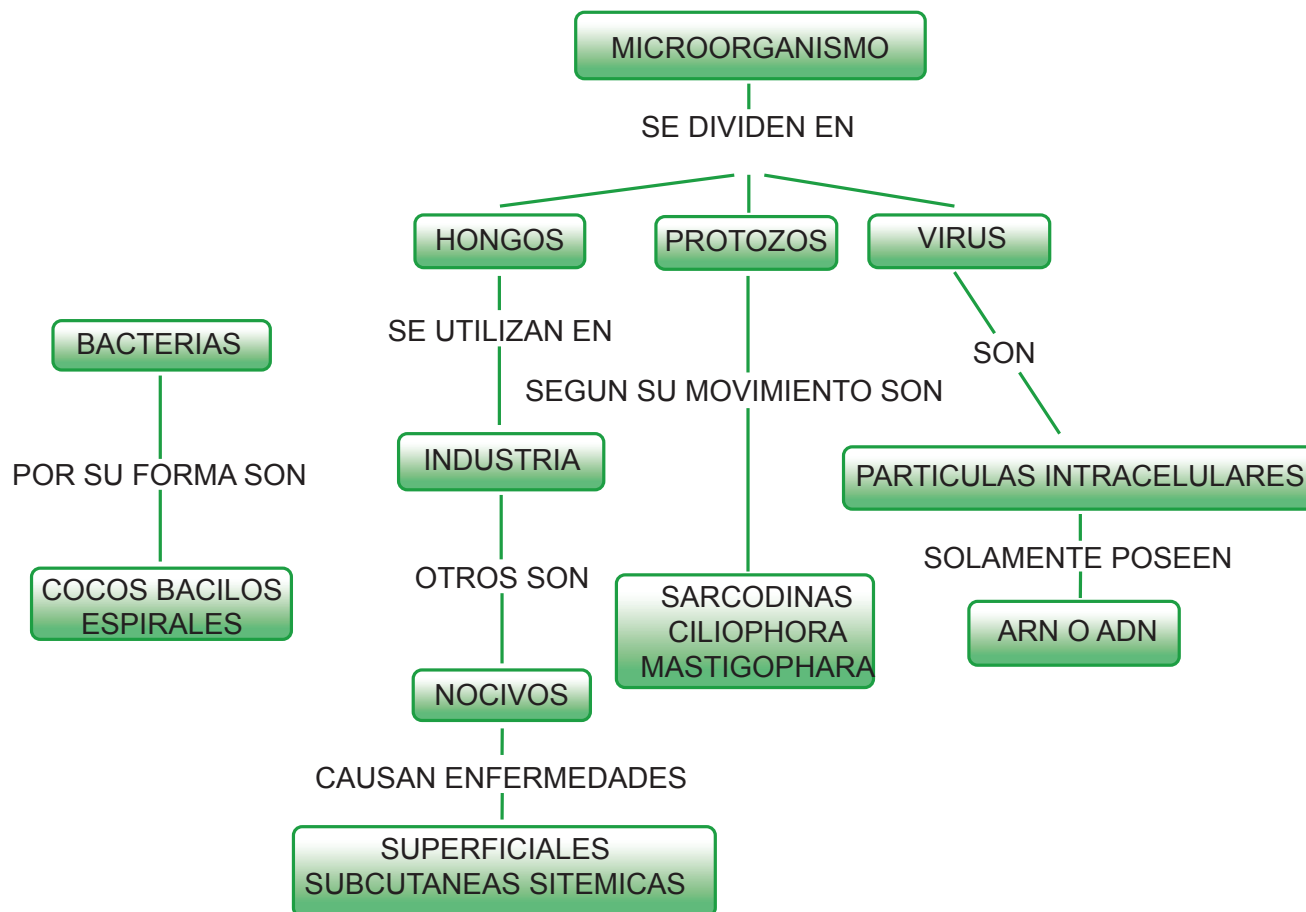 MICROORGANISMO
SE DIVIDEN EN
HONGOS
PROTOZOS
VIRUS
SE UTILIZAN EN
BACTERIAS
SON
SEGUN SU MOVIMIENTO SON
INDUSTRIA
POR SU FORMA SON
PARTICULAS INTRACELULARES
SOLAMENTE POSEEN
OTROS SON
COCOS BACILOS
ESPIRALES
SARCODINAS
CILIOPHORA
MASTIGOPHARA
ARN O ADN
NOCIVOS
CAUSAN ENFERMEDADES
SUPERFICIALES
SUBCUTANEAS SITEMICAS